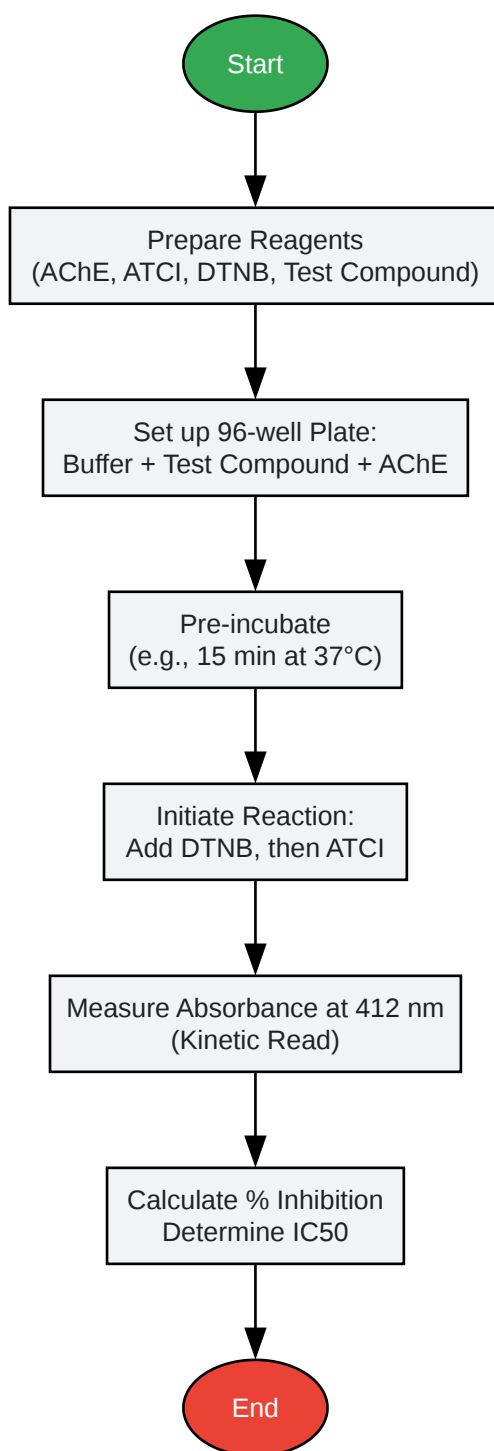 Start
Prepare Reagents
(AChE, ATCI, DTNB, Test Compound)
Set up 96-well Plate:
Buffer + Test Compound + AChE
Pre-incubate
(e.g., 15 min at 37°C)
Initiate Reaction:
Add DTNB, then ATCI
Measure Absorbance at 412 nm
(Kinetic Read)
Calculate % Inhibition
Determine IC50
End